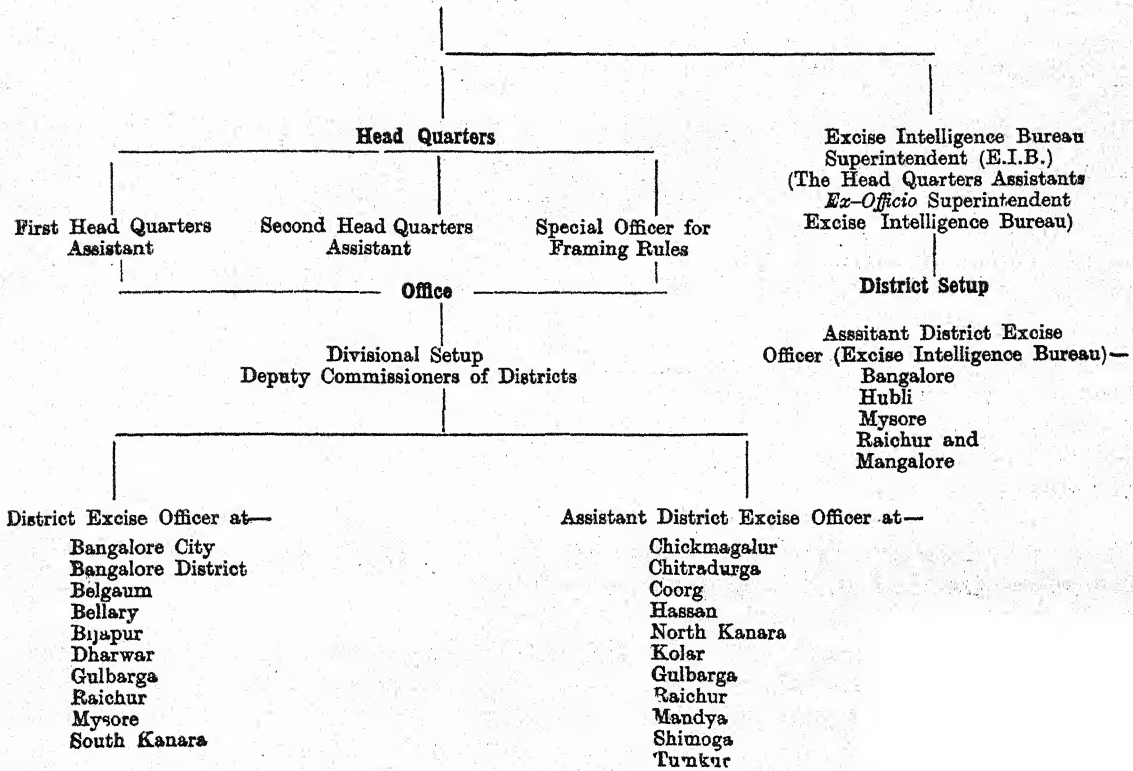 Head Quarters
First Head Quarters
Assistant
Second Head Quarters
Assistant
Special Officer for
Framing Rules
Office
Divisional Setup
Deputy Commissioners of Districts
District Excise Officer at—
Bangalore City
Bangalore District
Belgaum
Bellary
Bijapur
Dharwar
Gulbarga
Raichur
Mysore
South Kanara
Assistant District Excise Officer at—
Chickmagalur
Chitradurga
Coorg
Hassan
North Kanara
Kolar
Gulbarga
Raichur
Mandya
Shimoga
Tumkur
Excise Intelligence Bureau
Superintendent (E.I.B.)
(The Head Quarters Assistants
Ex-Officio Superintendent
Excise Intelligence Bureau)
District Setup
Asssitant District Excise
Officer (Excise Intelligence Bureau)—
Bangalore
Hubli
Mysore
Raichur and
Mangalore